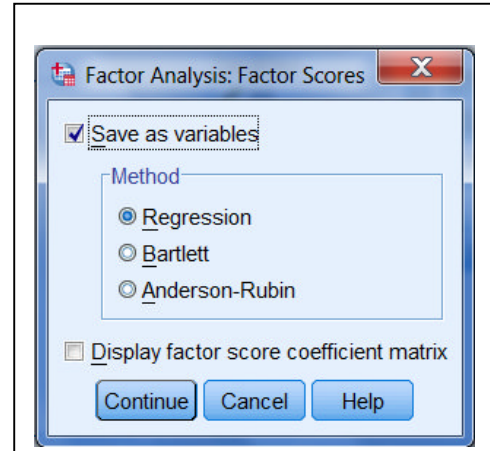 Factor Analysis: Factor Scores
Save as variables
Method
Regression
Bartlett
Anderson-Rubin
Display factor score coefficient matrix
Continue Cancel Help